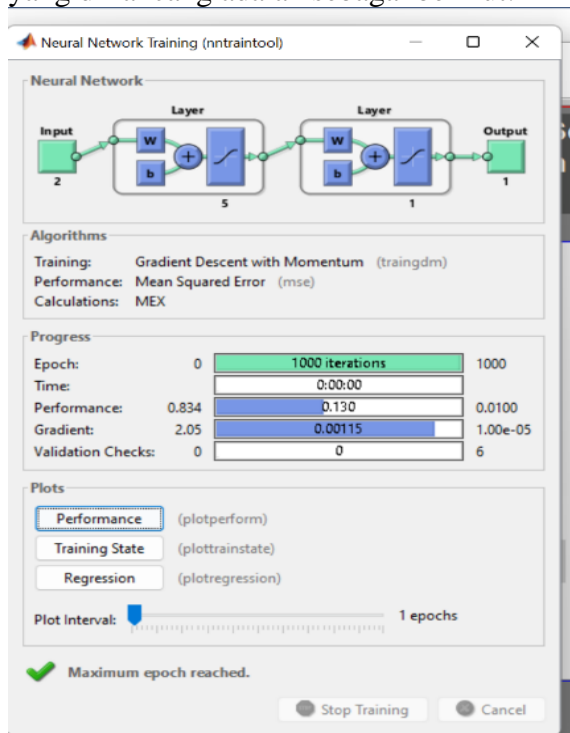 Neural Network Training (nntraintool)
Neural Network
Layer Layer
Input Output
W W
b b
2 5 1 1
Algorithms
Training: Gradient Descent with Momentum (traingdm)
Performance: Mean Squared Error (mse)
Calculations: MEX
Progress
Epoch: 0 1000 iterations 1000
Time: 0:00:00
Performance: 0.834 0.130 0.0100
Gradient: 2.05 0.00115 1.00e-05
Validation Checks: 0 0 6
Plots
Performance (plotperform)
Training State (plottrainstate)
Regression (plotregression)
Plot Interval: 1 epochs
Maximum epoch reached.
Stop Training Cancel